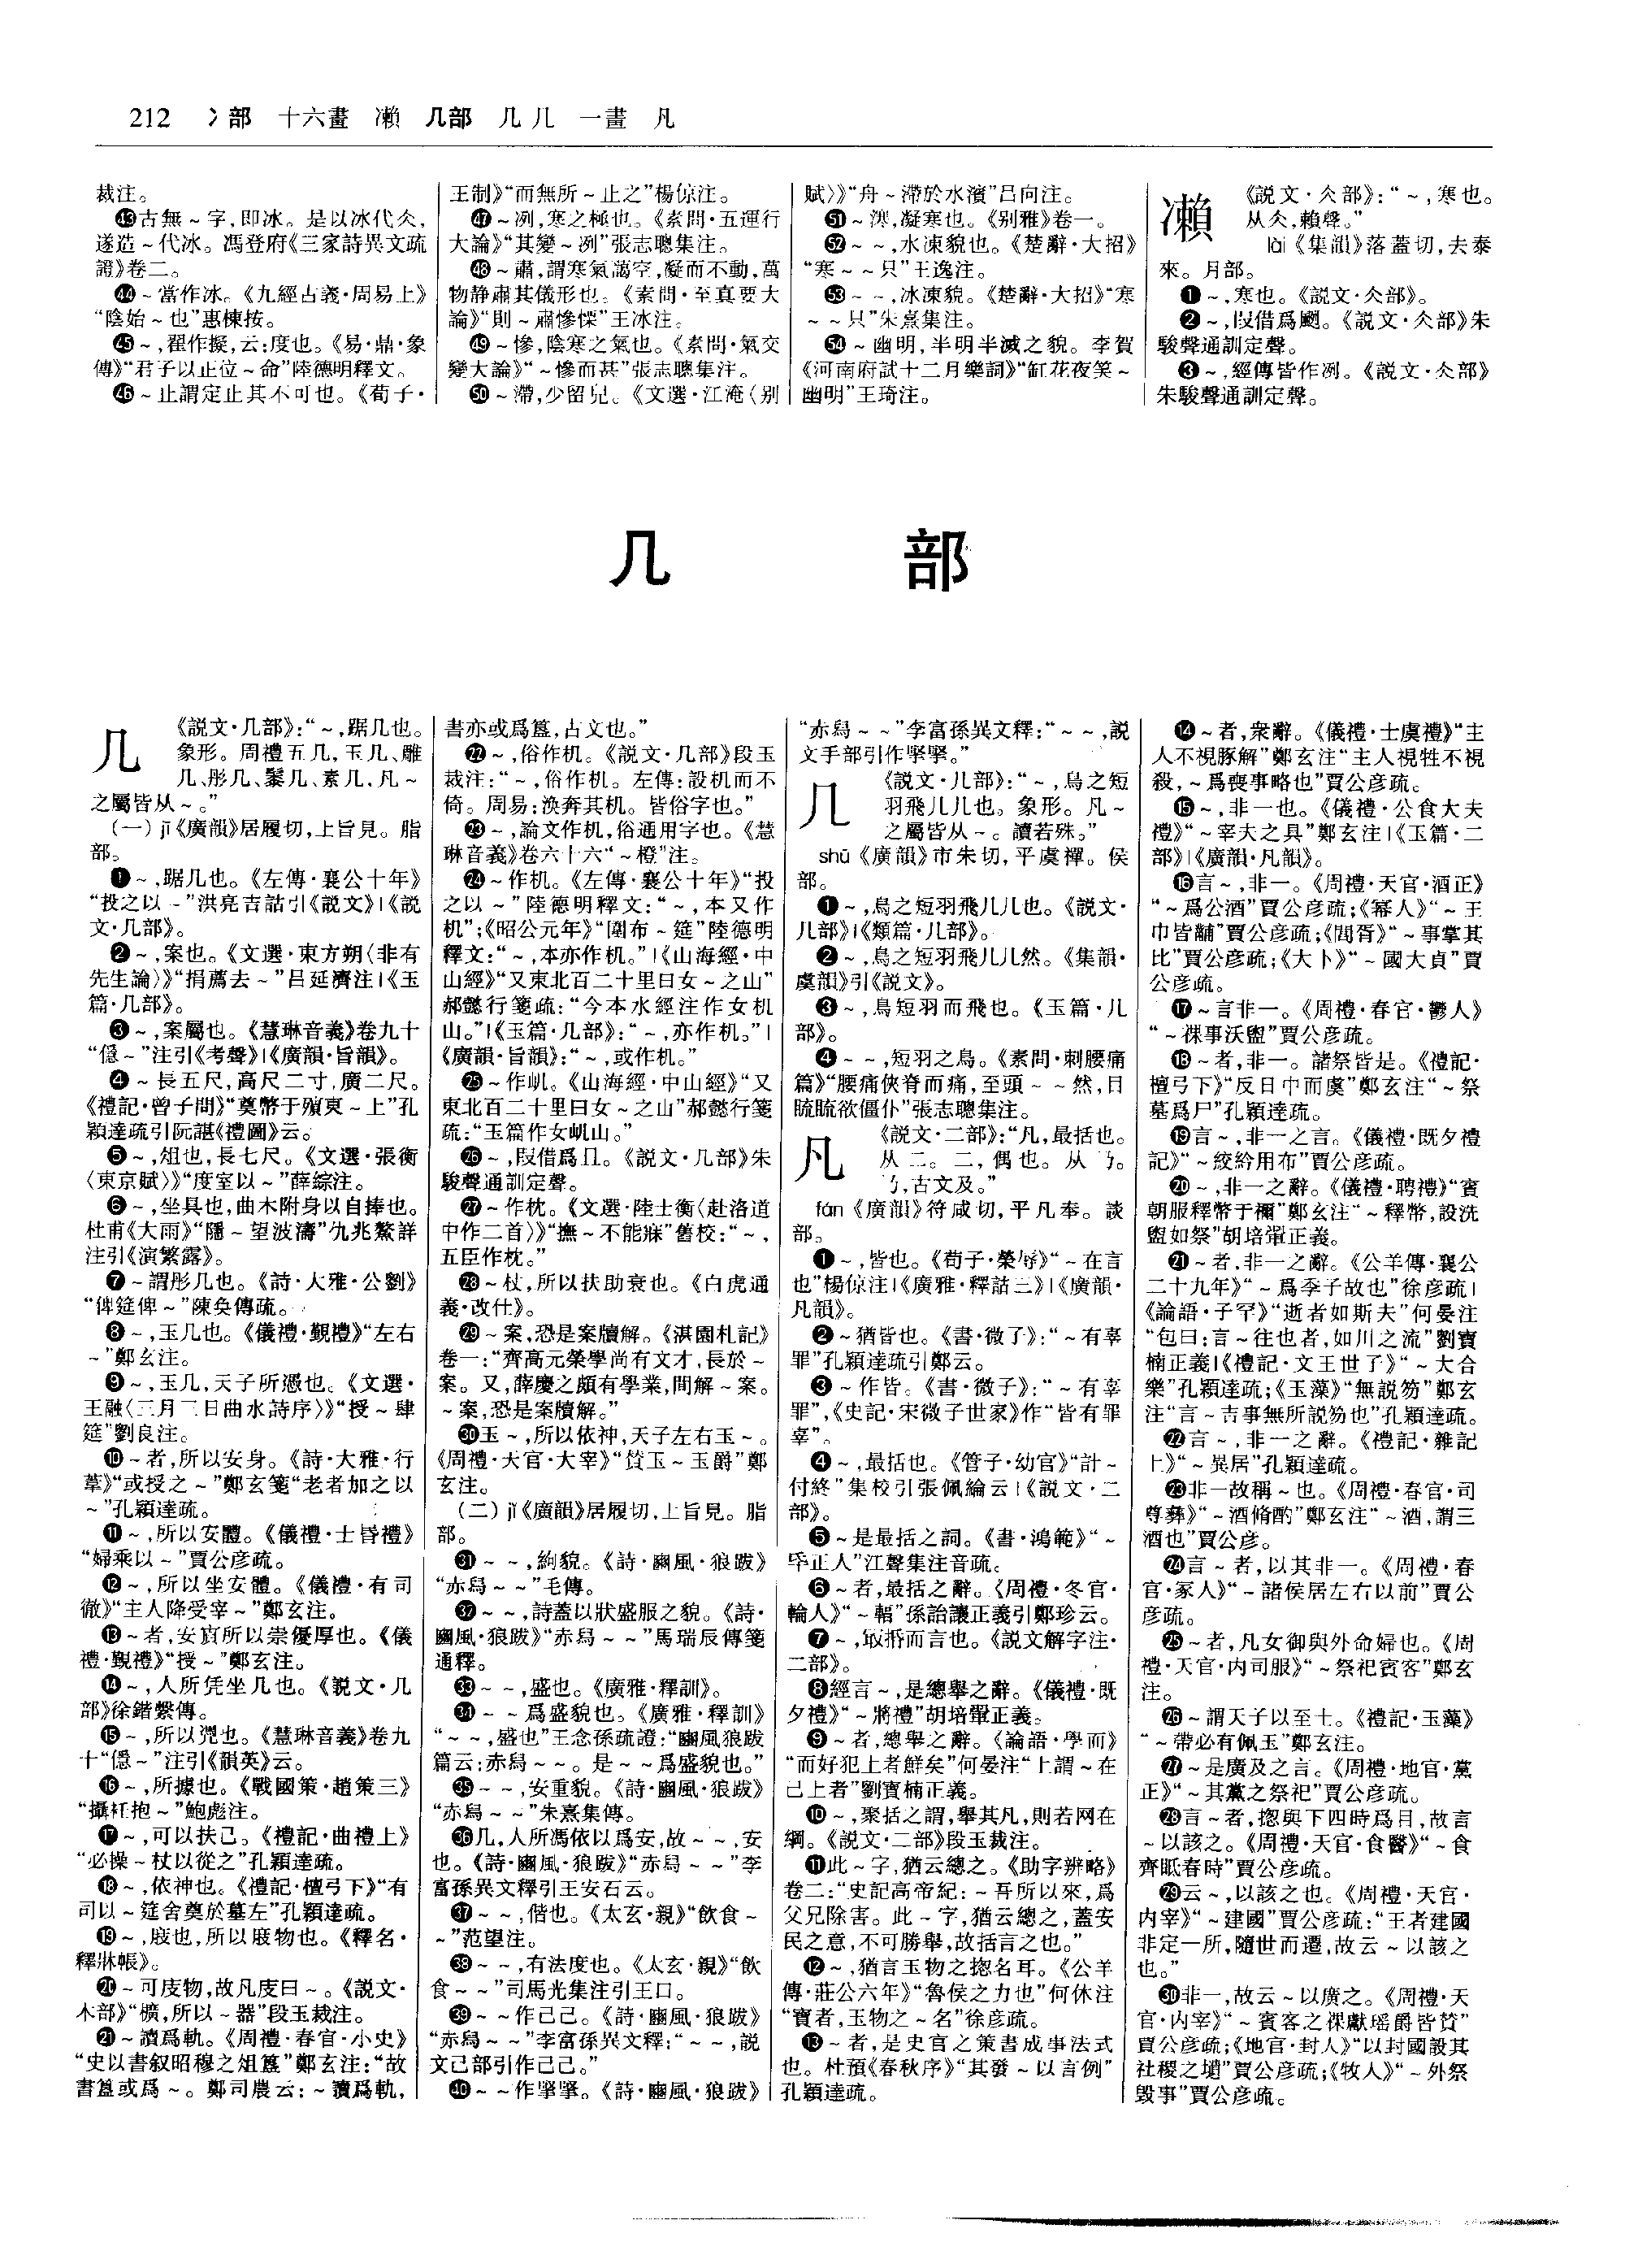 212 冫部 十六畫 瀨 几部 几 𠘧 一畫 凡
裁注。
㊸古無～字,即冰。是以冰代仌,
遂造～代冰。馮登府《三家詩異文疏
證》卷二。
㊹～當作冰。《九經古義·周易上》
“陰始～也”惠棟按。
㊺～,翟作擬,云:度也。《易·鼎·象
傳》“君子以正位～命”陸德明釋文。
㊻～止謂定止其不可也。《荀子·
王制》“而無所～止之”楊倞注。
㊼～冽,寒之極也。《素問·五運行
大論》“其變～冽”張志聰集注。
㊽～肅,謂寒氣藹空,凝而不動,萬
物静肅其儀形也。《素問·至真要大
論》“則～肅慘慄”王冰注。
㊾～慘,陰寒之氣也。《素問·氣交
變大論》“～慘而甚”張志聰集注。
㊿～滯,少留皃。《文選·江淹〈别
賦〉》“舟～滯於水濱”吕向注。
51～涬,凝寒也。《别雅》卷一。
52～～,水凍貌也。《楚辭·大招》
“寒～～只”王逸注。
53～～,冰凍貌。《楚辭·大招》“寒
～～只”朱熹集注。
54～幽明,半明半滅之貌。李賀
《河南府試十二月樂詞》“缸花夜笑～
幽明”王琦注。
瀨
《説文·仌部》:“～,寒也。
从仌,賴聲。”
lài《集韻》落蓋切,去泰
來。月部。
❶～,寒也。《説文·仌部》。
❷～,叚借爲颲。《説文·仌部》朱
駿聲通訓定聲。
❸～,經傳皆作冽。《説文·仌部》
朱駿聲通訓定聲。
几 部
几
《説文·几部》:“～,踞几也。
象形。周禮五几,玉几、雕
几、彤几、鬃几、素几,凡～
之屬皆从～。”
(一)jī《廣韻》居履切,上旨見。脂
部。
❶～,踞几也。《左傳·襄公十年》
“投之以～”洪亮吉詁引《説文》|《説
文·几部》。
❷～,案也。《文選·東方朔〈非有
先生論〉》“捐薦去～”吕延濟注|《玉
篇·几部》。
❸～,案屬也。《慧琳音義》卷九十
“㥯～”注引《考聲》|《廣韻·旨韻》。
❹～長五尺,高尺二寸,廣二尺。
《禮記·曾子問》“奠幣于殯東～上”孔
穎達疏引阮諶《禮圖》云。
❺～,俎也,長七尺。《文選·張衡
〈東京賦〉》“度室以～”薛綜注。
❻～,坐具也,曲木附身以自捧也。
杜甫《大雨》“隱～望波濤”仇兆鰲詳
注引《演繁露》。
❼～謂彤几也。《詩·大雅·公劉》
“俾筵俾～”陳奂傳疏。
❽～,玉几也。《儀禮·覲禮》“左右
～”鄭玄注。
❾～,玉几,天子所憑也。《文選·
王融〈三月三日曲水詩序〉》“授～肆
筵”劉良注。
❿～者,所以安身。《詩·大雅·行
葦》“或授之～”鄭玄箋“老者加之以
～”孔穎達疏。
⓫～,所以安體。《儀禮·士昏禮》
“婦乘以～”賈公彦疏。
⓬～,所以坐安體。《儀禮·有司
徹》“主人降受宰～”鄭玄注。
⓭～者,安賓所以崇優厚也。《儀
禮·覲禮》“授～”鄭玄注。
⓮～,人所凭坐几也。《説文·几
部》徐鍇繫傳。
⓯～,所以凭也。《慧琳音義》卷九
十“㥯～”注引《韻英》云。
⓰～,所據也。《戰國策·趙策三》
“攝衽抱～”鮑彪注。
⓱～,可以扶己。《禮記·曲禮上》
“必操～杖以從之”孔穎達疏。
⓲～,依神也。《禮記·檀弓下》“有
司以～筵舍奠於墓左”孔穎達疏。
⓳～,庪也,所以庪物也。《釋名·
釋牀帳》。
⓴～可庋物,故凡庋曰～。《説文·
木部》“櫎,所以～器”段玉裁注。
㉑～讀爲軌。《周禮·春官·小史》
“史以書叙昭穆之俎簋”鄭玄注:“故
書簋或爲～。鄭司農云:～讀爲軌,
書亦或爲簋,古文也。”
㉒～,俗作机。《説文·几部》段玉
裁注:“～,俗作机。左傳:設机而不
倚。周易:涣奔其机。皆俗字也。”
㉓～,論文作机,俗通用字也。《慧
琳音義》卷六十六“～橙”注。
㉔～作机。《左傳·襄公十年》“投
之以～”陸德明釋文:“～,本又作
机”;《昭公元年》“圍布～筵”陸德明
釋文:“～,本亦作机。”|《山海經·中
山經》“又東北百二十里曰女～之山”
郝懿行箋疏:“今本水經注作女机
山。”|《玉篇·几部》:“～,亦作机。”|
《廣韻·旨韻》:“～,或作机。”
㉕～作㞦。《山海經·中山經》“又
東北百二十里曰女～之山”郝懿行箋
疏:“玉篇作女㞦山。”
㉖～,叚借爲丌。《説文·几部》朱
駿聲通訓定聲。
㉗～作枕。《文選·陸士衡〈赴洛道
中作二首〉》“撫～不能寐”舊校:“～,
五臣作枕。”
㉘～杖,所以扶助衰也。《白虎通
義·改仕》。
㉙～案,恐是案牘解。《湛園札記》
卷一:“齊高元榮學尚有文才,長於～
案。又,薛慶之頗有學業,間解～案。
～案,恐是案牘解。”
㉚玉～,所以依神,天子左右玉～。
《周禮·天官·大宰》“贊玉～玉爵”鄭
玄注。
(二)jǐ《廣韻》居履切,上旨見。脂
部。
㉛～～,絇貌。《詩·豳風·狼跋》
“赤舄～～”毛傳。
㉜～～,詩蓋以狀盛服之貌。《詩·
豳風·狼跋》“赤舄～～”馬瑞辰傳箋
通釋。
㉝～～,盛也。《廣雅·釋訓》。
㉞～～爲盛貌也。《廣雅·釋訓》
“～～,盛也”王念孫疏證:“豳風狼跋
篇云:赤舄～～。是～～爲盛貌也。”
㉟～～,安重貌。《詩·豳風·狼跋》
“赤舄～～”朱熹集傳。
㊱几,人所馮依以爲安,故～～,安
也。《詩·豳風·狼跋》“赤舄～～”李
富孫異文釋引王安石云。
㊲～～,偕也。《太玄·親》“飲食～
～”范望注。
㊳～～,有法度也。《太玄·親》“飲
食～～”司馬光集注引王曰。
㊴～～作己己。《詩·豳風·狼跋》
“赤舄～～”李富孫異文釋:“～～,説
文己部引作己己。”
㊵～～作掔掔。《詩·豳風·狼跋》
“赤舄～～”李富孫異文釋:“～～,説
文手部引作掔掔。”
𠘧
《説文·𠘧部》:“～,鳥之短
羽飛𠘧𠘧也。象形。凡～
之屬皆从～。讀若殊。”
shū《廣韻》市朱切,平虞禪。侯
部。
❶～,鳥之短羽飛𠘧𠘧也。《説文·
𠘧部》|《類篇·𠘧部》。
❷～,鳥之短羽飛𠘧𠘧然。《集韻·
虞韻》引《説文》。
❸～,鳥短羽而飛也。《玉篇·𠘧
部》。
❹～～,短羽之鳥。《素問·刺腰痛
篇》“腰痛俠脊而痛,至頭～～然,目
𥆨𥆨欲僵仆”張志聰集注。
凡
《説文·二部》:“凡,最括也。
从二。二,偶也。从㇋。
㇋,古文及。”
fán《廣韻》符咸切,平凡奉。談
部。
❶～,皆也。《荀子·榮辱》“～在言
也”楊倞注|《廣雅·釋詁三》|《廣韻·
凡韻》。
❷～猶皆也。《書·微子》:“～有辜
罪”孔穎達疏引鄭云。
❸～作皆。《書·微子》:“～有辜
罪”,《史記·宋微子世家》作“皆有罪
辜”。
❹～,最括也。《管子·幼官》“計～
付終”集校引張佩綸云|《説文·二
部》。
❺～是最括之詞。《書·鴻範》“～
厥正人”江聲集注音疏。
❻～者,最括之辭。《周禮·冬官·
輪人》“～輻”孫詒讓正義引鄭珍云。
❼～,冣捪而言也。《説文解字注·
二部》。
❽經言～,是總舉之辭。《儀禮·既
夕禮》“～將禮”胡培翬正義。
❾～者,總舉之辭。《論語·學而》
“而好犯上者鮮矣”何晏注“上謂～在
己上者”劉寶楠正義。
❿～,聚括之謂,舉其凡,則若网在
綱。《説文·二部》段玉裁注。
⓫此～字,猶云總之。《助字辨略》
卷二:“史記高帝紀:～吾所以來,爲
父兄除害。此～字,猶云總之,蓋安
民之意,不可勝舉,故括言之也。”
⓬～,猶言玉物之揔名耳。《公羊
傳·莊公六年》“魯侯之力也”何休注
“寶者,玉物之～名”徐彦疏。
⓭～者,是史官之策書成事法式
也。杜預《春秋序》“其發～以言例”
孔穎達疏。
⓮～者,衆辭。《儀禮·士虞禮》“主
人不視豚解”鄭玄注“主人視牲不視
殺,～爲喪事略也”賈公彦疏。
⓯～,非一也。《儀禮·公食大夫
禮》“～宰夫之具”鄭玄注|《玉篇·二
部》|《廣韻·凡韻》。
⓰言～,非一。《周禮·天官·酒正》
“～爲公酒”賈公彦疏;《幂人》“～王
巾皆黼”賈公彦疏;《閭胥》“～事掌其
比”賈公彦疏;《大卜》“～國大貞”賈
公彦疏。
⓱～言非一。《周禮·春官·鬱人》
“～祼事沃盥”賈公彦疏。
⓲～者,非一。諸祭皆是。《禮記·
檀弓下》“反日中而虞”鄭玄注“～祭
墓爲尸”孔穎達疏。
⓳言～,非一之言。《儀禮·既夕禮
記》“～絞紟用布”賈公彦疏。
⓴～,非一之辭。《儀禮·聘禮》“賓
朝服釋幣于禰”鄭玄注“～釋幣,設洗
盥如祭”胡培翬正義。
㉑～者,非一之辭。《公羊傳·襄公
二十九年》“～爲季子故也”徐彦疏|
《論語·子罕》“逝者如斯夫”何晏注
“包曰:言～往也者,如川之流”劉寶
楠正義|《禮記·文王世子》“～大合
樂”孔穎達疏;《玉藻》“無説笏”鄭玄
注“言～吉事無所説笏也”孔穎達疏。
㉒言～,非一之辭。《禮記·雜記
上》“～異居”孔穎達疏。
㉓非一故稱～也。《周禮·春官·司
尊彝》“～酒脩酌”鄭玄注“～酒,謂三
酒也”賈公彦。
㉔言～者,以其非一。《周禮·春
官·冢人》“～諸侯居左右以前”賈公
彦疏。
㉕～者,凡女御與外命婦也。《周
禮·天官·内司服》“～祭祀賓客”鄭玄
注。
㉖～謂天子以至士。《禮記·玉藻》
“～帶必有佩玉”鄭玄注。
㉗～是廣及之言。《周禮·地官·黨
正》“～其黨之祭祀”賈公彦疏。
㉘言～者,揔與下四時爲目,故言
～以該之。《周禮·天官·食醫》“～食
齊眡春時”賈公彦疏。
㉙云～,以該之也。《周禮·天官·
内宰》“～建國”賈公彦疏:“王者建國
非定一所,隨世而遷,故云～以該之
也。”
㉚非一,故云～以廣之。《周禮·天
官·内宰》“～賓客之祼獻瑶爵皆贊”
賈公彦疏;《地官·封人》“以封國設其
社稷之壝”賈公彦疏;《牧人》“～外祭
毁事”賈公彦疏。